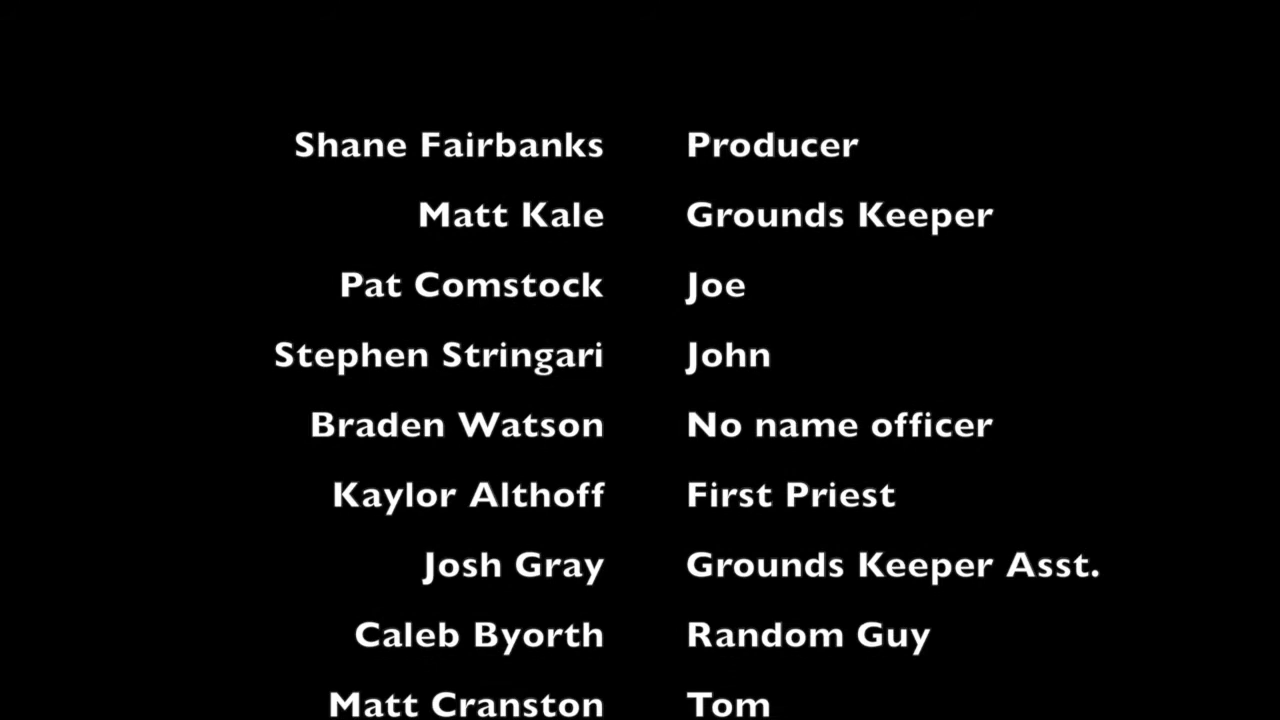 Shane Fairbanks Producer
Matt Kale Grounds Keeper
Pat Comstock Joe
Stephen Stringari John
Braden Watson No name officer
Kaylor Althoff First Priest
Josh Gray Grounds Keeper Asst.
Caleb Byorth Random Guy
Matt Cranston Tom